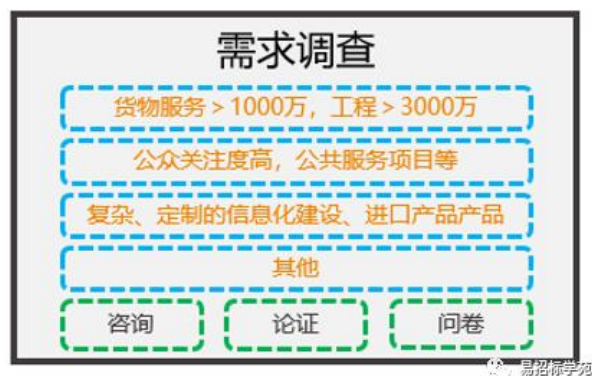 需求调查
货物服务＞1000万，工程＞3000万
公众关注度高，公共服务项目等
复杂、定制的信息化建设、进口产品产品
其他
咨询 论证 问卷
易招标学苑